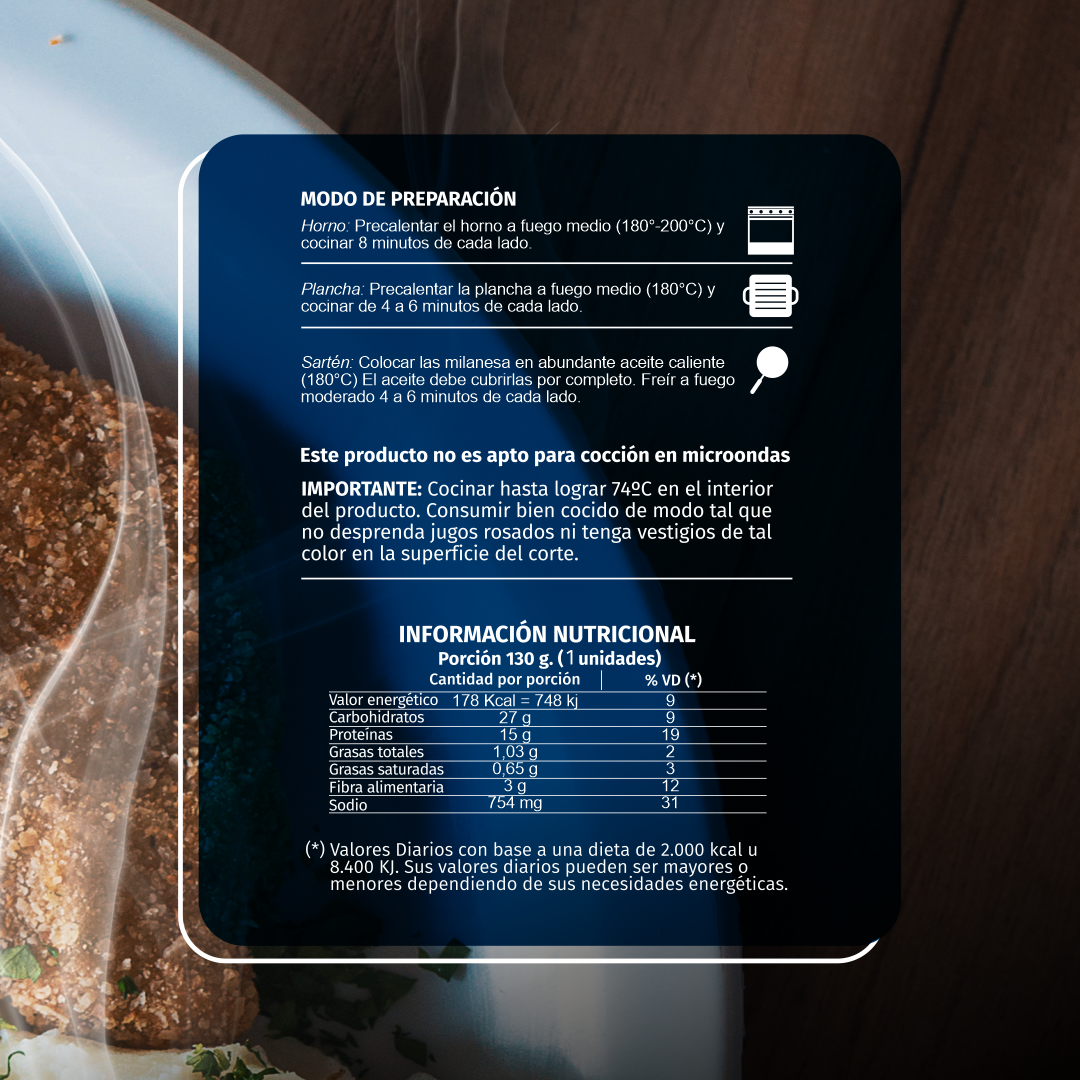 MODO DE PREPARACIÓN
Horno: Precalentar el horno a fuego medio (180°-200°C) y
cocinar 8 minutos de cada lado.
Plancha: Precalentar la plancha a fuego medio (180°C) y
cocinar de 4 a 6 minutos de cada lado.
Sartén: Colocar las milanesa en abundante aceite caliente
(180°C) El aceite debe cubrirlas por completo. Freír a fuego
moderado 4 a 6 minutos de cada lado.
Este producto no es apto para cocción en microondas
IMPORTANTE: Cocinar hasta lograr 74ºC en el interior
del producto. Consumir bien cocido de modo tal que
no desprenda jugos rosados ni tenga vestigios de tal
color en la superficie del corte.
INFORMACIÓN NUTRICIONAL
Porción 130 g. (1 unidades)
Cantidad por porción % VD (*)
Valor energético 178 Kcal = 748 kj 9
Carbohidratos 27 g 9
Proteínas 15 g 19
Grasas totales 1,03 g 2
Grasas saturadas 0,65 g 3
Fibra alimentaria 3 g 12
Sodio 754 mg 31
(*) Valores Diarios con base a una dieta de 2.000 kcal u
8.400 KJ. Sus valores diarios pueden ser mayores o
menores dependiendo de sus necesidades energéticas.